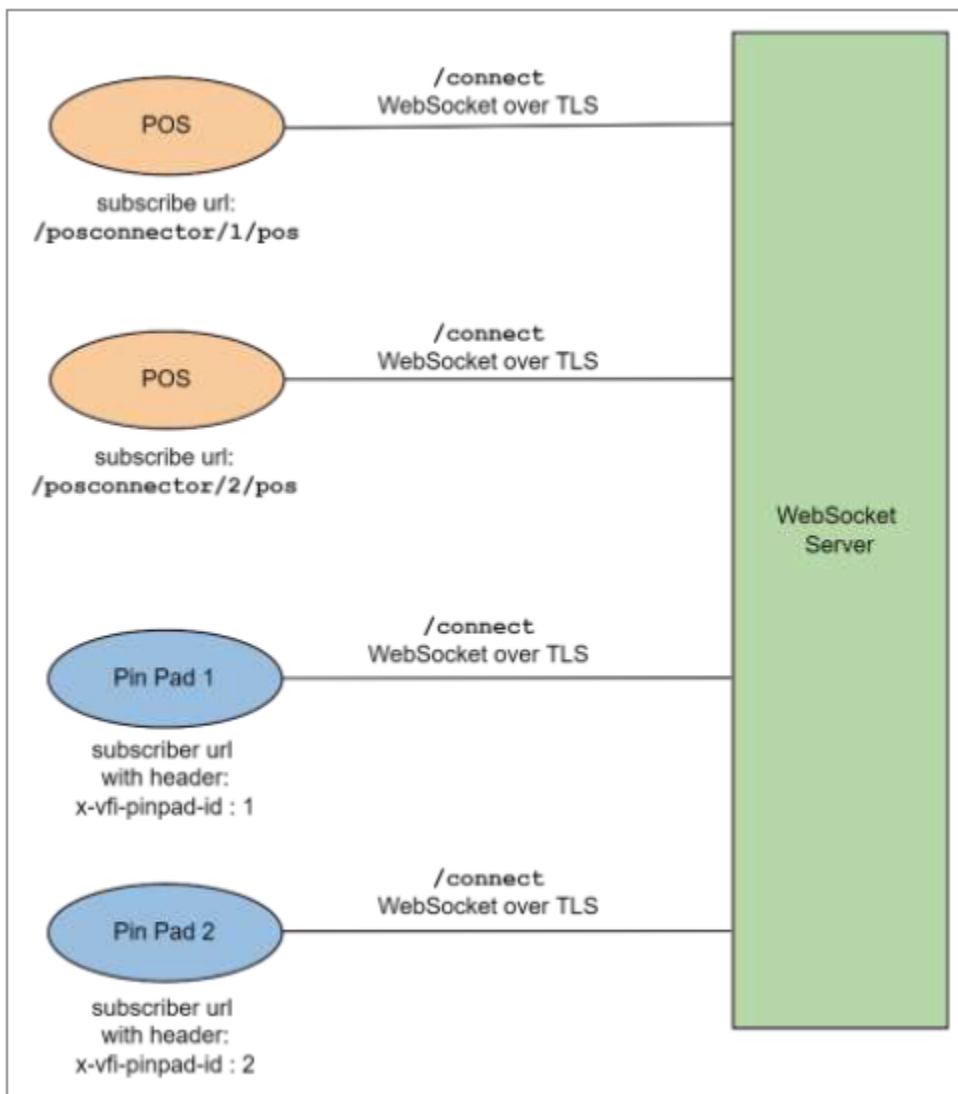 /connect
WebSocket over TLS
POS
subscribe url:
/posconnector/1/pos
/connect
WebSocket over TLS
POS
subscribe url:
/posconnector/2/pos
WebSocket
Server
/connect
WebSocket over TLS
Pin Pad 1
subscriber url
with header:
x-vfi-pinpad-id : 1
/connect
WebSocket over TLS
Pin Pad 2
subscriber url
with header:
x-vfi-pinpad-id : 2